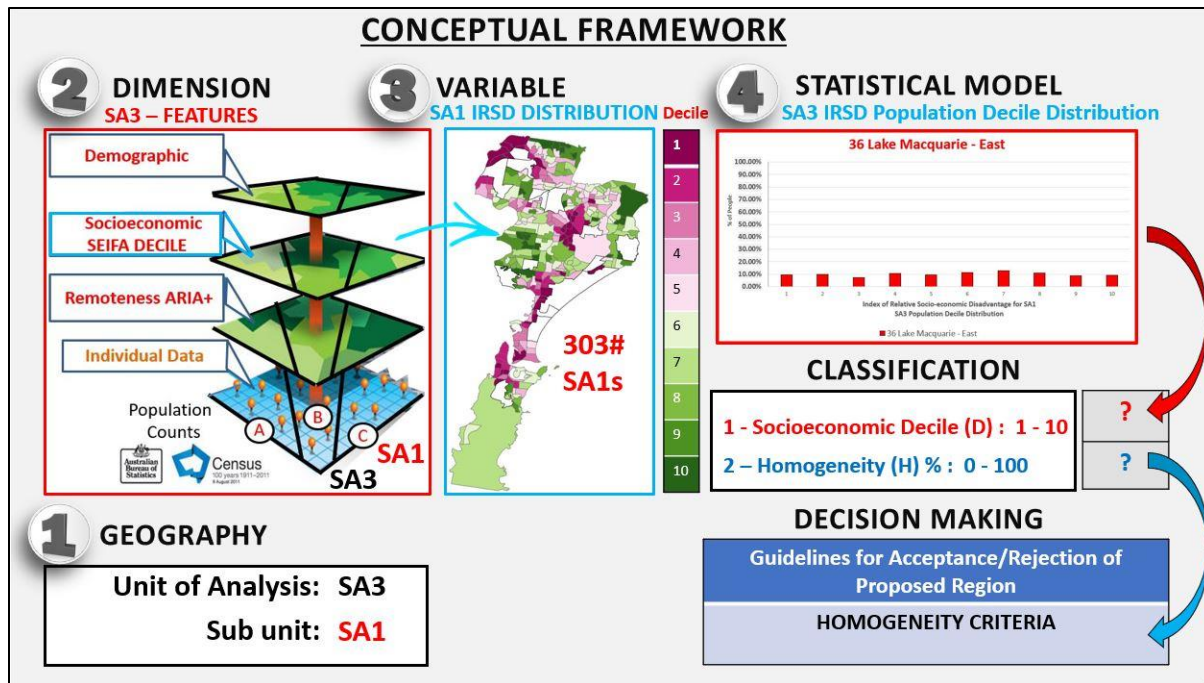 CONCEPTUAL FRAMEWORK
2 DIMENSION
SA3 – FEATURES
Demographic
Socioeconomic
SEIFA DECILE
Remoteness ARIA+
Individual Data
Population
Counts
A
B
C
SA1
SA3
Australian
Bureau of
Statistics
Census
100 years 1911–2011
3 VARIABLE
SA1 IRSD DISTRIBUTION
Decile
303#
SA1s
1
2
3
4
5
6
7
8
9
10
4 STATISTICAL MODEL
SA3 IRSD Population Decile Distribution
36 Lake Macquarie - East
% of People
100.00%
90.00%
80.00%
70.00%
60.00%
50.00%
40.00%
30.00%
20.00%
10.00%
0.00%
1 2 3 4 5 6 7 8 9 10
Index of Relative Socio-economic Disadvantage for SA1
SA3 Population Decile Distribution
36 Lake Macquarie - East
CLASSIFICATION
1 - Socioeconomic Decile (D) : 1 - 10
?
2 – Homogeneity (H) % : 0 - 100
?
DECISION MAKING
Guidelines for Acceptance/Rejection of
Proposed Region
HOMOGENEITY CRITERIA
1 GEOGRAPHY
Unit of Analysis: SA3
Sub unit: SA1